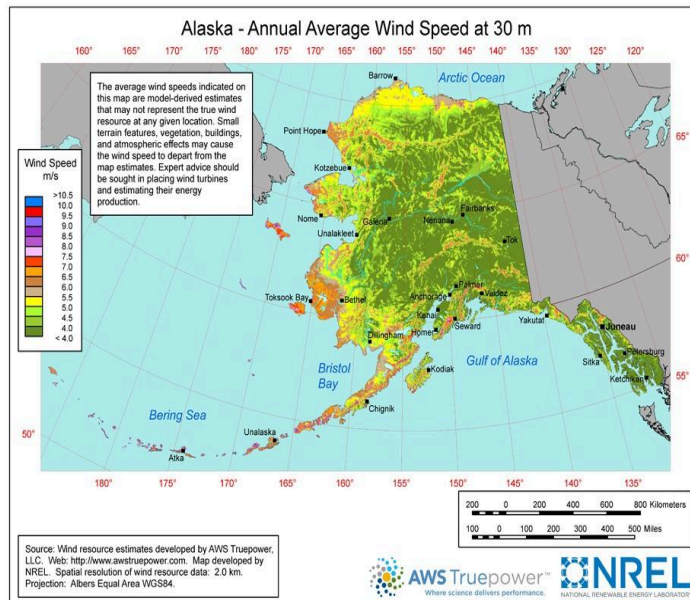 Alaska - Annual Average Wind Speed at 30 m
160°
165°
170°
175°
180°
175°
170°
165°
160°
155°
150°
145°
140°
135°
130°
125°
120°
The average wind speeds indicated on
this map are model-derived estimates
that may not represent the true wind
resource at any given location. Small
terrain features, vegetation, buildings,
and atmospheric effects may cause
the wind speed to depart from the
map estimates. Expert advice should
be sought in placing wind turbines
and estimating their energy
production.
Wind Speed
m/s
>10.5
10.5
10.0
9.5
9.0
8.5
8.0
7.5
7.0
6.5
6.0
5.5
5.0
4.5
4.0
< 4.0
Arctic Ocean
Barrow
Point Hope
Kotzebue
Nome
Galena
Unalakleet
Fairbanks
Nenana
Tok
Toksook Bay
Bethel
Palmer
Anchorage
Valdez
Kenai
Homer
Seward
Yakutat
Dillingham
Juneau
Petersburg
Sitka
Ketchikan
Kodiak
Gulf of Alaska
Bristol
Bay
Chignik
Bering Sea
Unalaska
Atka
65°
60°
55°
50°
180°
175°
170°
165°
160°
155°
150°
145°
140°
135°
200 0 200 400 600 800 Kilometers
100 0 100 200 300 400 500 Miles
Source: Wind resource estimates developed by AWS Truepower,
LLC. Web: http://www.awstruepower.com. Map developed by
NREL. Spatial resolution of wind resource data: 2.0 km.
Projection: Albers Equal Area WGS84.
AWS Truepower™
Where science delivers performance.
NREL
NATIONAL RENEWABLE ENERGY LABORATORY